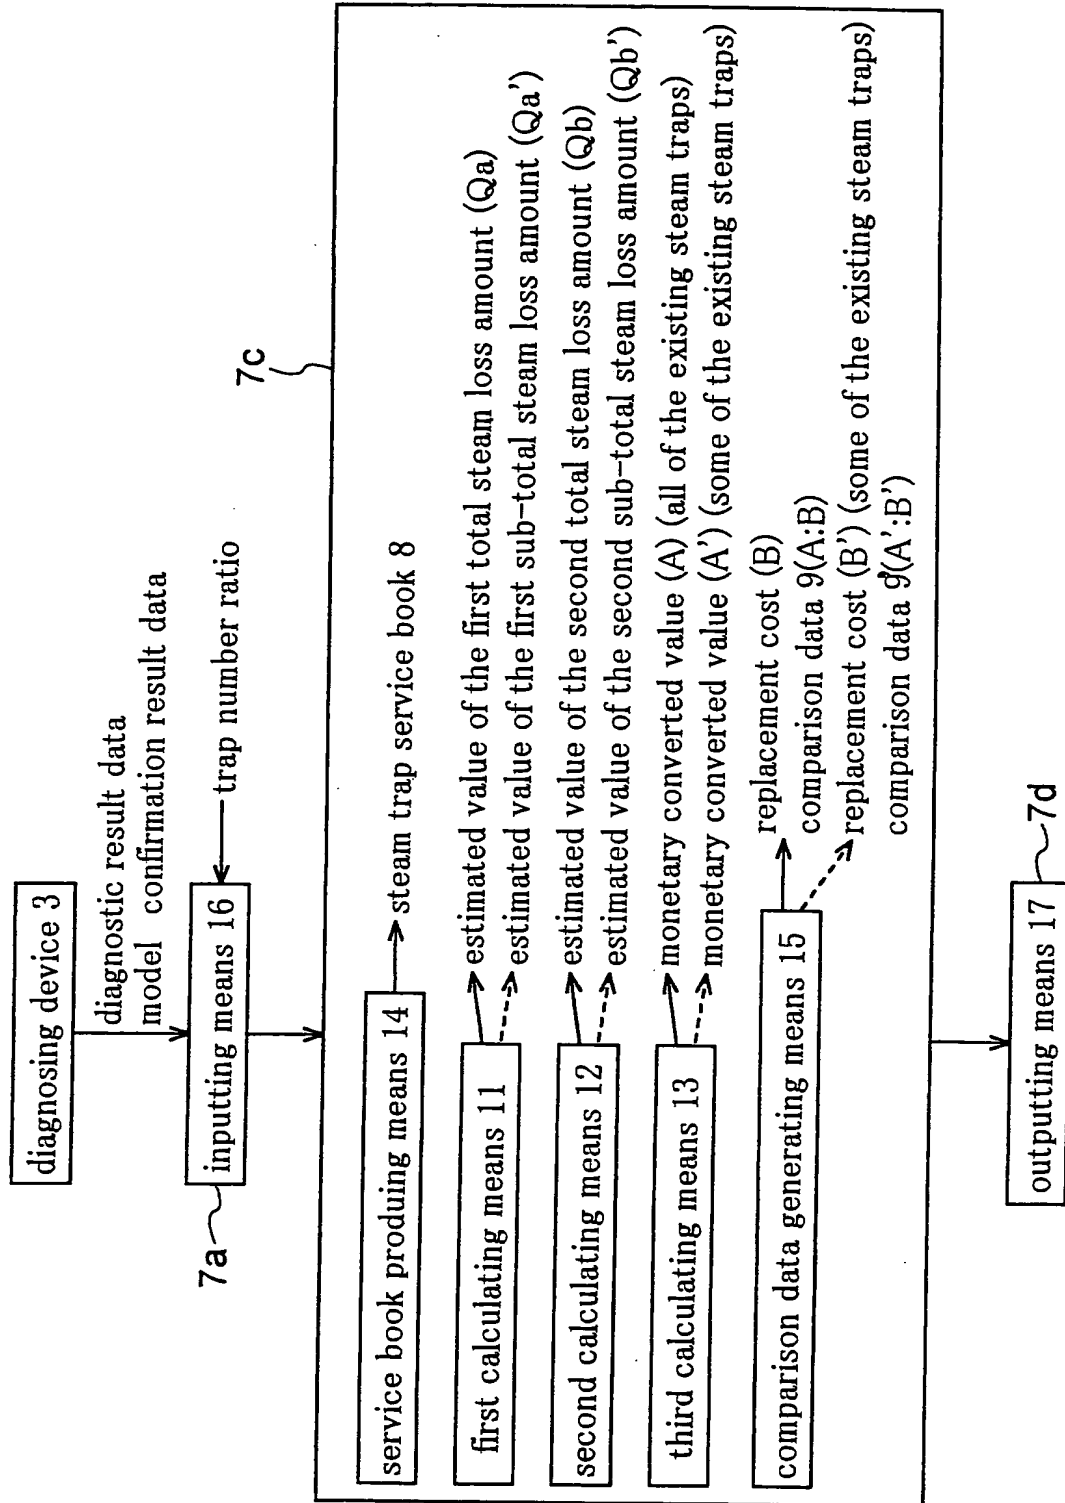 diagnosing device 3
diagnostic result data
model confirmation result data
7a
inputting means 16
trap number ratio
7c
service book produing means 14
steam trap service book 8
first calculating means 11
estimated value of the first total steam loss amount (Qa)
estimated value of the first sub-total steam loss amount (Qa')
second calculating means 12
estimated value of the second total steam loss amount (Qb)
estimated value of the second sub-total steam loss amount (Qb')
third calculating means 13
monetary converted value (A) (all of the existing steam traps)
monetary converted value (A') (some of the existing steam traps)
comparison data generating means 15
replacement cost (B)
comparison data 9(A:B)
replacement cost (B') (some of the existing steam traps)
comparison data 9'(A':B')
outputting means 17
7d